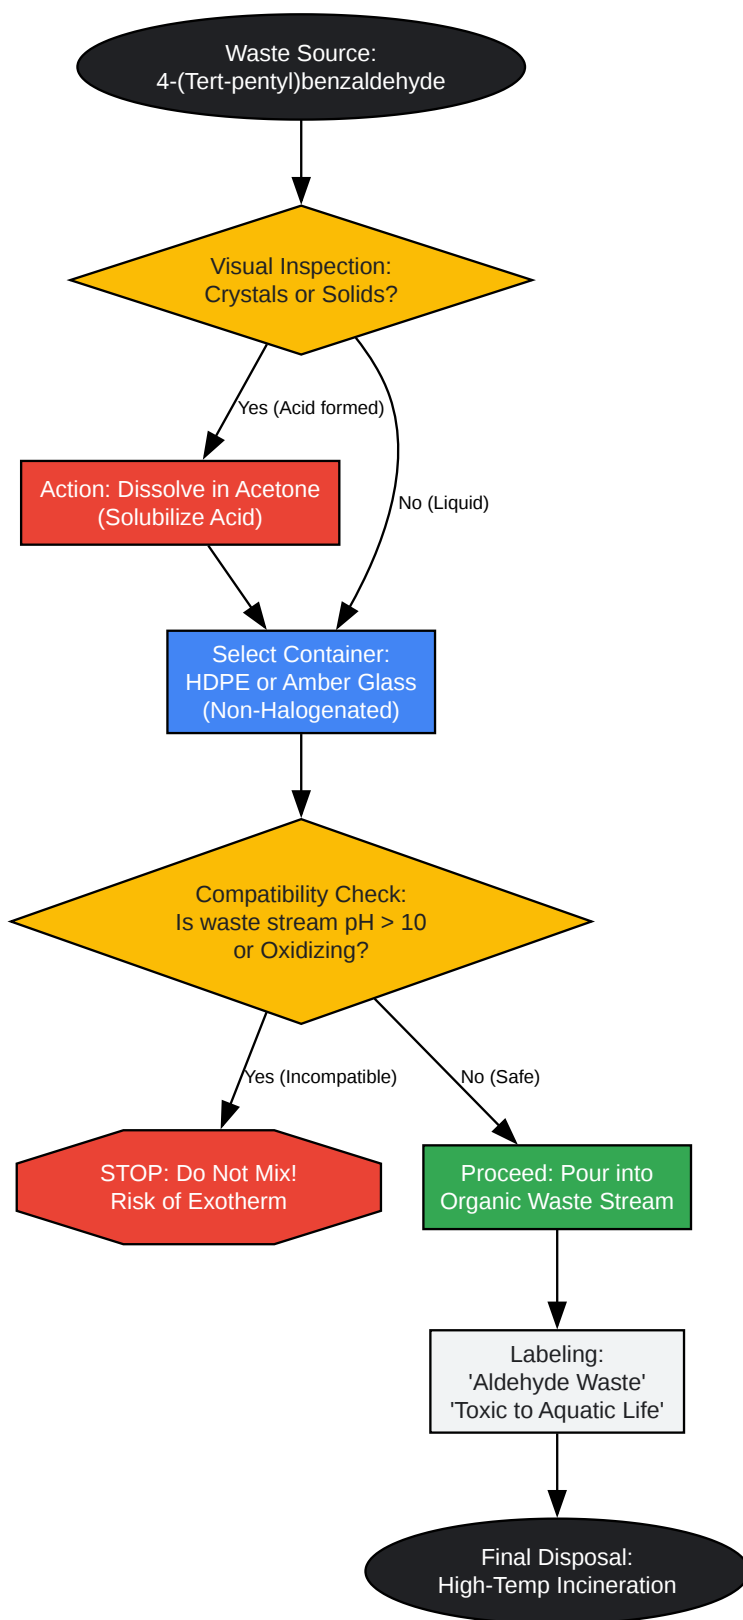 Waste Source:
4-(Tert-pentyl)benzaldehyde
Visual Inspection:
Crystals or Solids?
Yes (Acid formed)
Action: Dissolve in Acetone
(Solubilize Acid)
No (Liquid)
Select Container:
HDPE or Amber Glass
(Non-Halogenated)
Compatibility Check:
Is waste stream pH > 10
or Oxidizing?
Yes (Incompatible)
No (Safe)
STOP: Do Not Mix!
Risk of Exotherm
Proceed: Pour into
Organic Waste Stream
Labeling:
'Aldehyde Waste'
'Toxic to Aquatic Life'
Final Disposal:
High-Temp Incineration